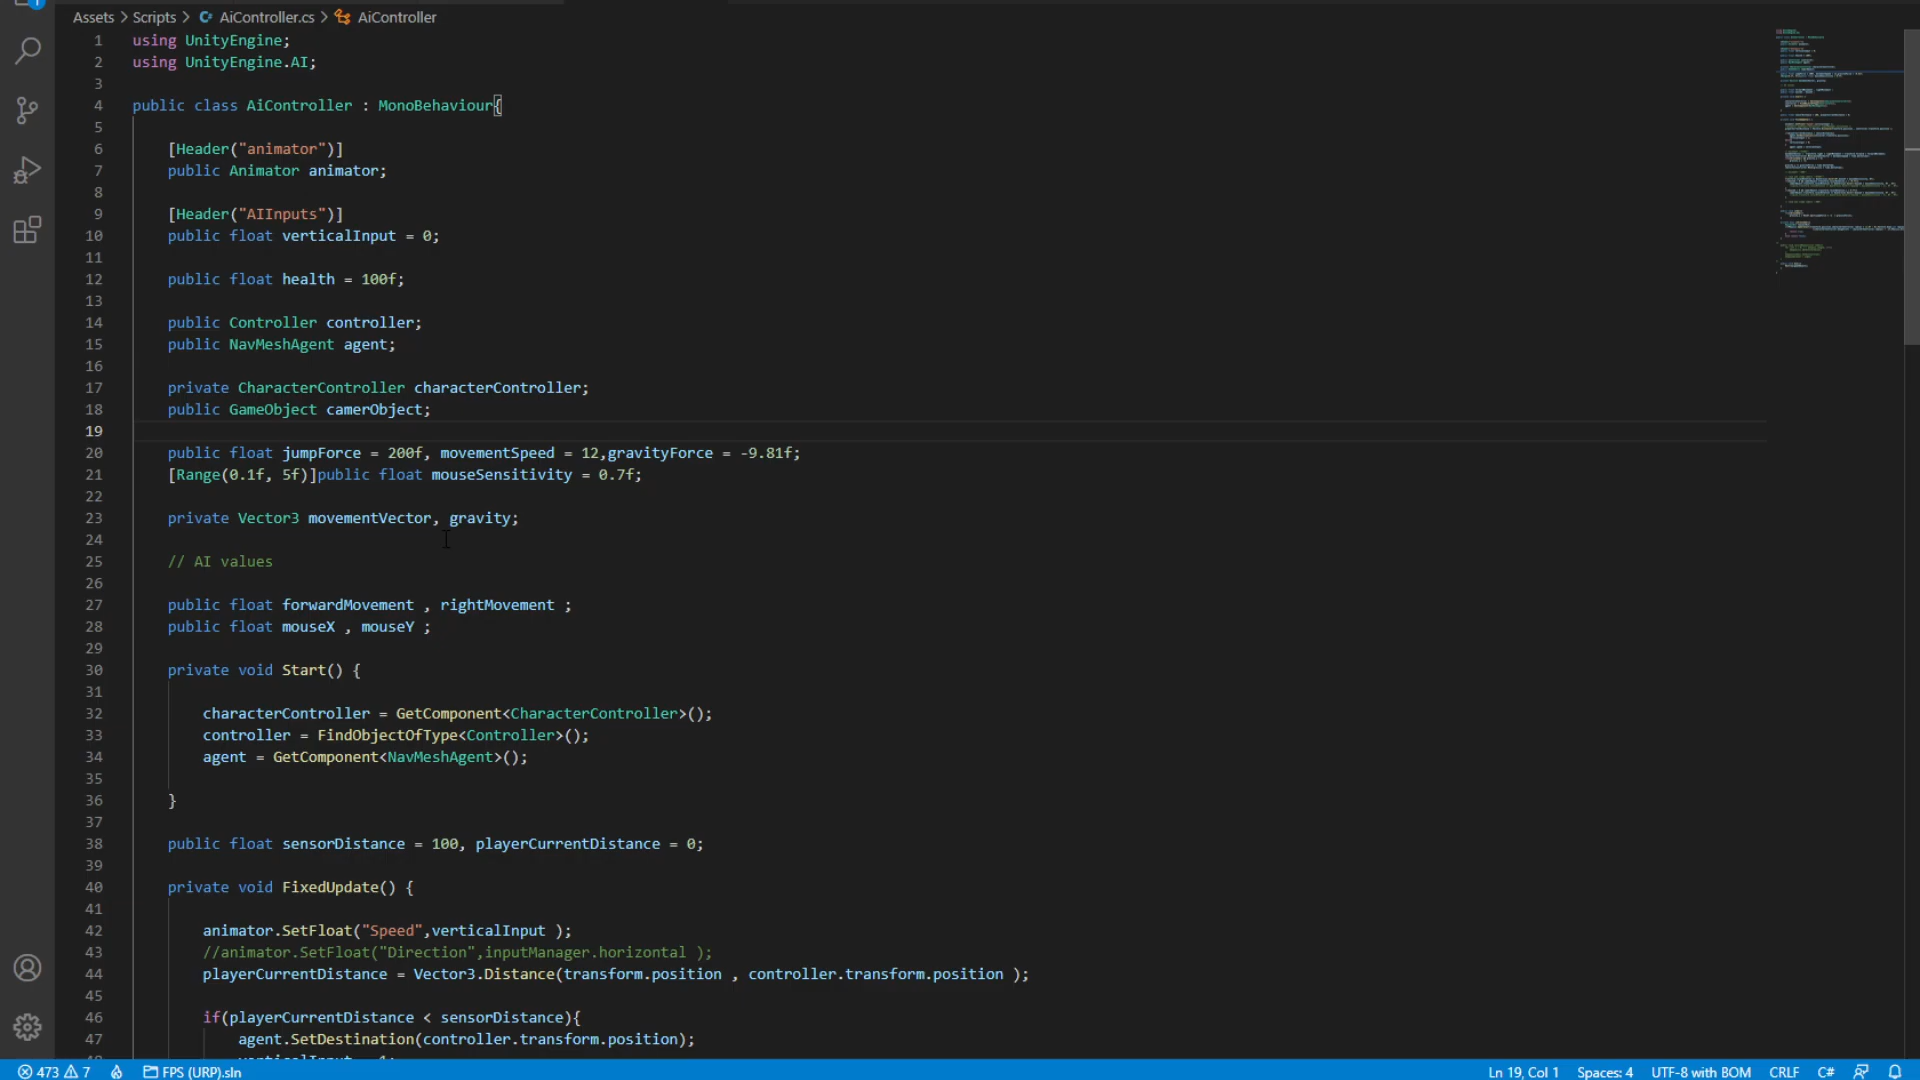 1
Assets > Scripts > AiController.cs > AiController
1 using UnityEngine;
2 using UnityEngine.AI;
3
4 public class AiController : MonoBehaviour{
5
6 [Header("animator")]
7 public Animator animator;
8
9 [Header("AIInputs")]
10 public float verticalInput = 0;
11
12 public float health = 100f;
13
14 public Controller controller;
15 public NavMeshAgent agent;
16
17 private CharacterController characterController;
18 public GameObject camerObject;
19
20 public float jumpForce = 200f, movementSpeed = 12,gravityForce = -9.81f;
21 [Range(0.1f, 5f)]public float mouseSensitivity = 0.7f;
22
23 private Vector3 movementVector, gravity;
24
25 // AI values
26
27 public float forwardMovement , rightMovement ;
28 public float mouseX , mouseY ;
29
30 private void Start() {
31
32 characterController = GetComponent<CharacterController>();
33 controller = FindObjectOfType<Controller>();
34 agent = GetComponent<NavMeshAgent>();
35
36 }
37
38 public float sensorDistance = 100, playerCurrentDistance = 0;
39
40 private void FixedUpdate() {
41
42 animator.SetFloat("Speed",verticalInput );
43 //animator.SetFloat("Direction",inputManager.horizontal );
44 playerCurrentDistance = Vector3.Distance(transform.position , controller.transform.position );
45
46 if(playerCurrentDistance < sensorDistance){
47 agent.SetDestination(controller.transform.position);
473 7 FPS (URP).sln Ln 19, Col 1 Spaces: 4 UTF-8 with BOM CRLF C#